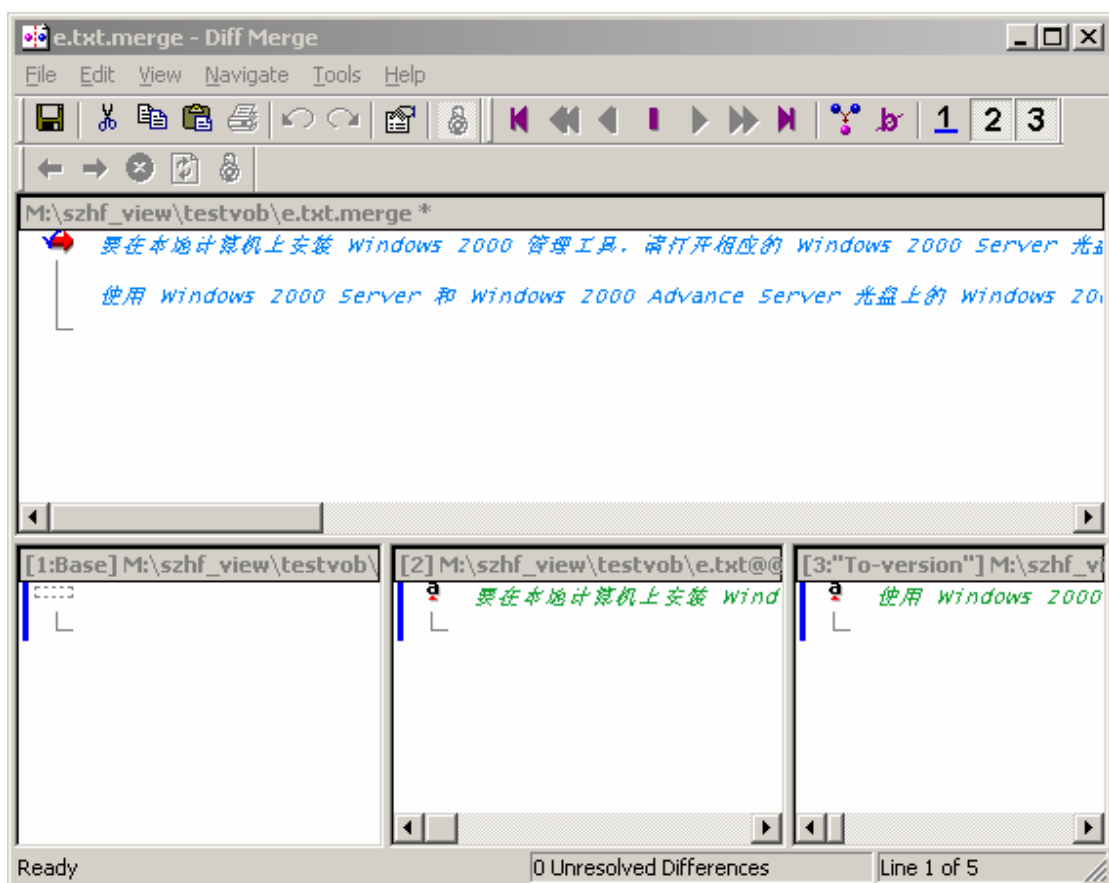 e.txt.merge - Diff Merge
File Edit View Navigate Tools Help
1 2 3
M:\szhf_view\testvob\e.txt.merge *
要在本地计算机上安装 Windows 2000 管理工具，请打开相应的 Windows 2000 Server 光盘
使用 Windows 2000 Server 和 Windows 2000 Advance Server 光盘上的 Windows 20
[1:Base] M:\szhf_view\testvob\
[2] M:\szhf_view\testvob\e.txt@@
[3:"To-version"] M:\szhf_vi
a 要在本地计算机上安装 Wind
a 使用 Windows 2000
Ready
0 Unresolved Differences
Line 1 of 5